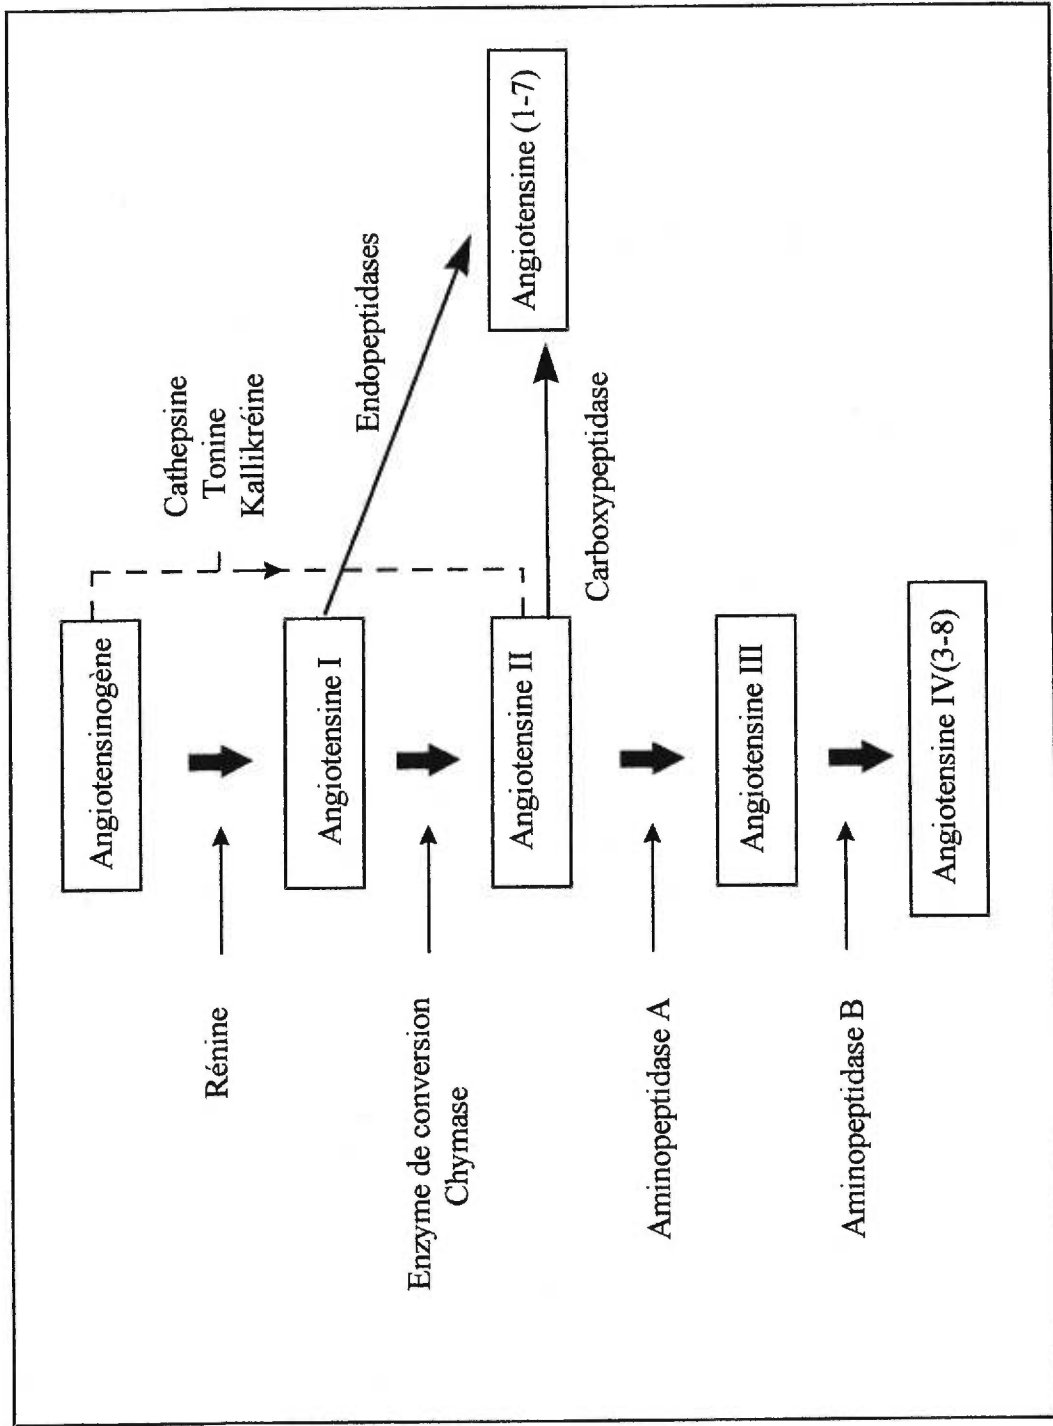 Angiotensinogène
Rénine
Cathepsine
Tonine
Kallikréine
Angiotensine I
Endopeptidases
Enzyme de conversion
Chymase
Angiotensine II
Carboxypeptidase
Angiotensine (1-7)
Aminopeptidase A
Angiotensine III
Aminopeptidase B
Angiotensine IV(3-8)